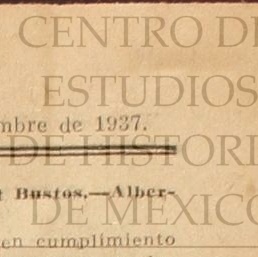 CENTRO DE
ESTUDIOS
mbre de 1937.
DE HISTORI
t Bustos.—Alber-
DE MÉXICO
en cumplimiento